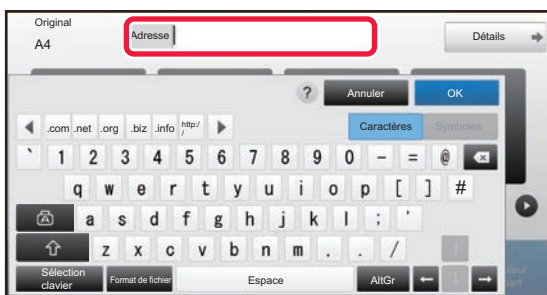 Original
A4
Adresse
Détails
? Annuler OK
.com .net .org .biz .info http:/
/
Caractères Symboles
` 1 2 3 4 5 6 7 8 9 0 - = @
q w e r t y u i o p [ ] #
A a s d f g h j k l ; '
z x c v b n m , . /
Sélection
clavier
Format de fichier Espace AltGr